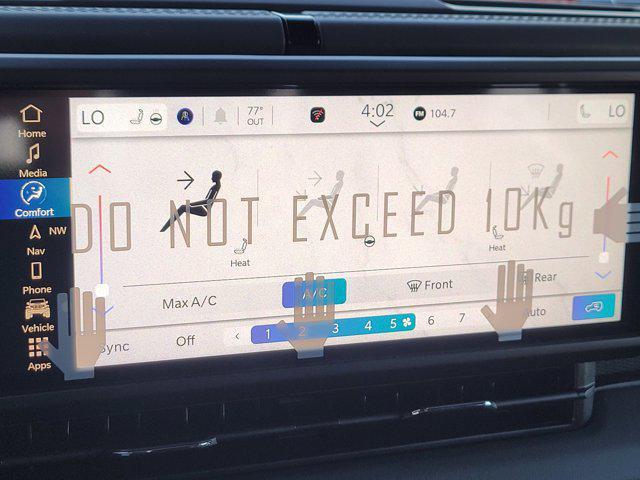 LO 77° OUT 4:02 FM 104.7 LO
Home
Media
Comfort
Nav NW
Phone
Vehicle
Apps
DO NOT EXCEED 10Kg
Heat Heat
Max A/C A/C Front Rear
Sync Off 1 2 3 4 5 6 7 Auto